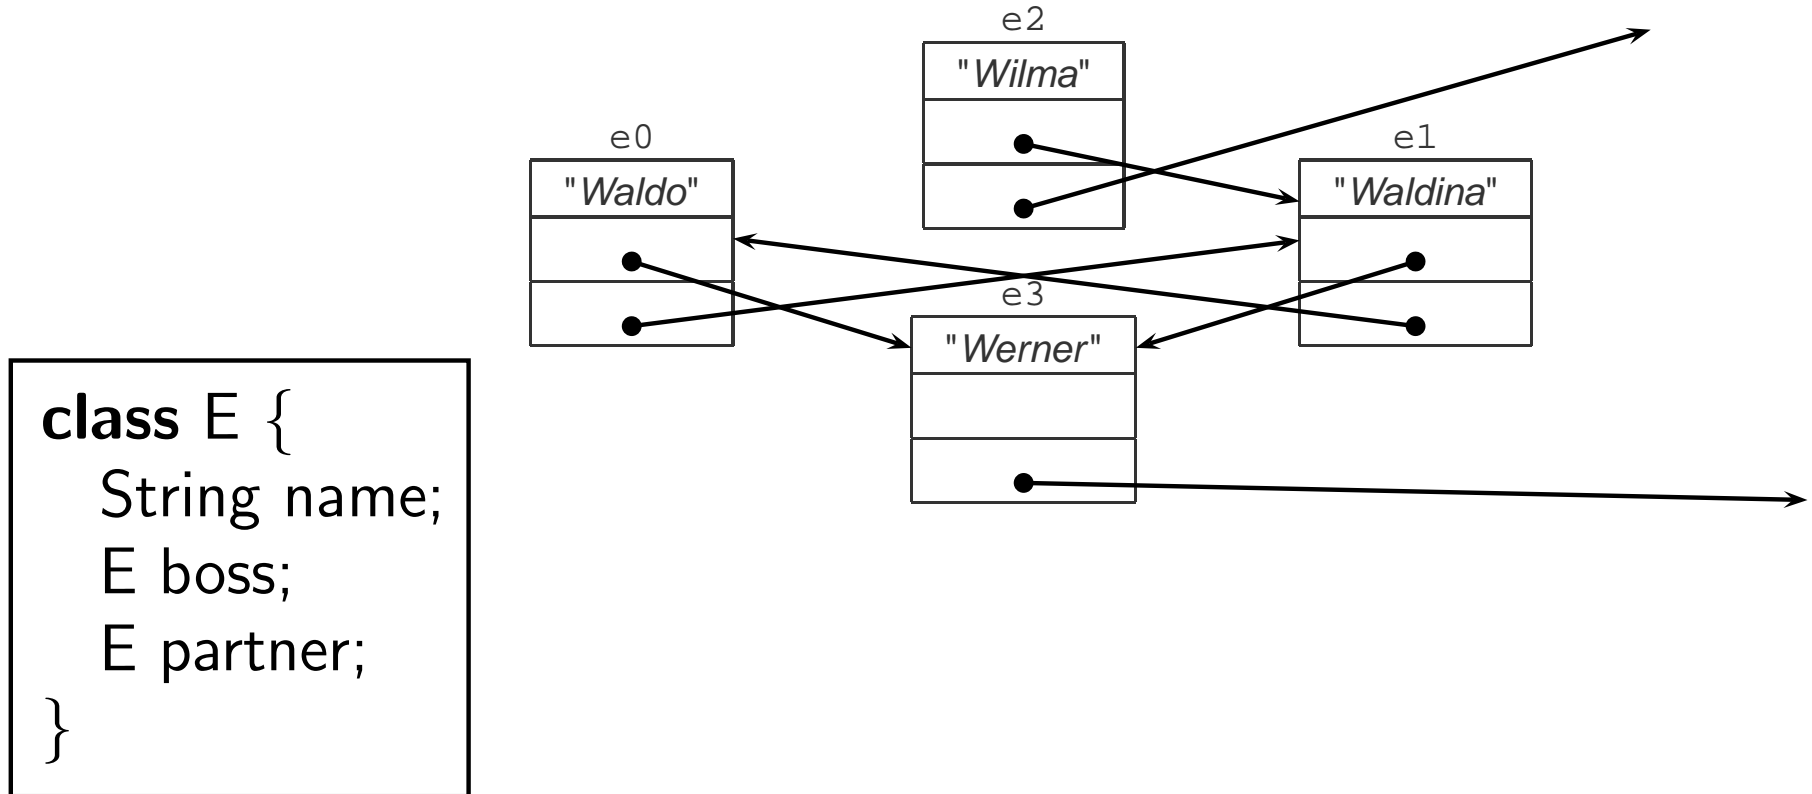 e2
"Wilma"
e0
"Waldo"
e1
"Waldina"
e3
"Werner"
class E {
String name;
E boss;
E partner;
}